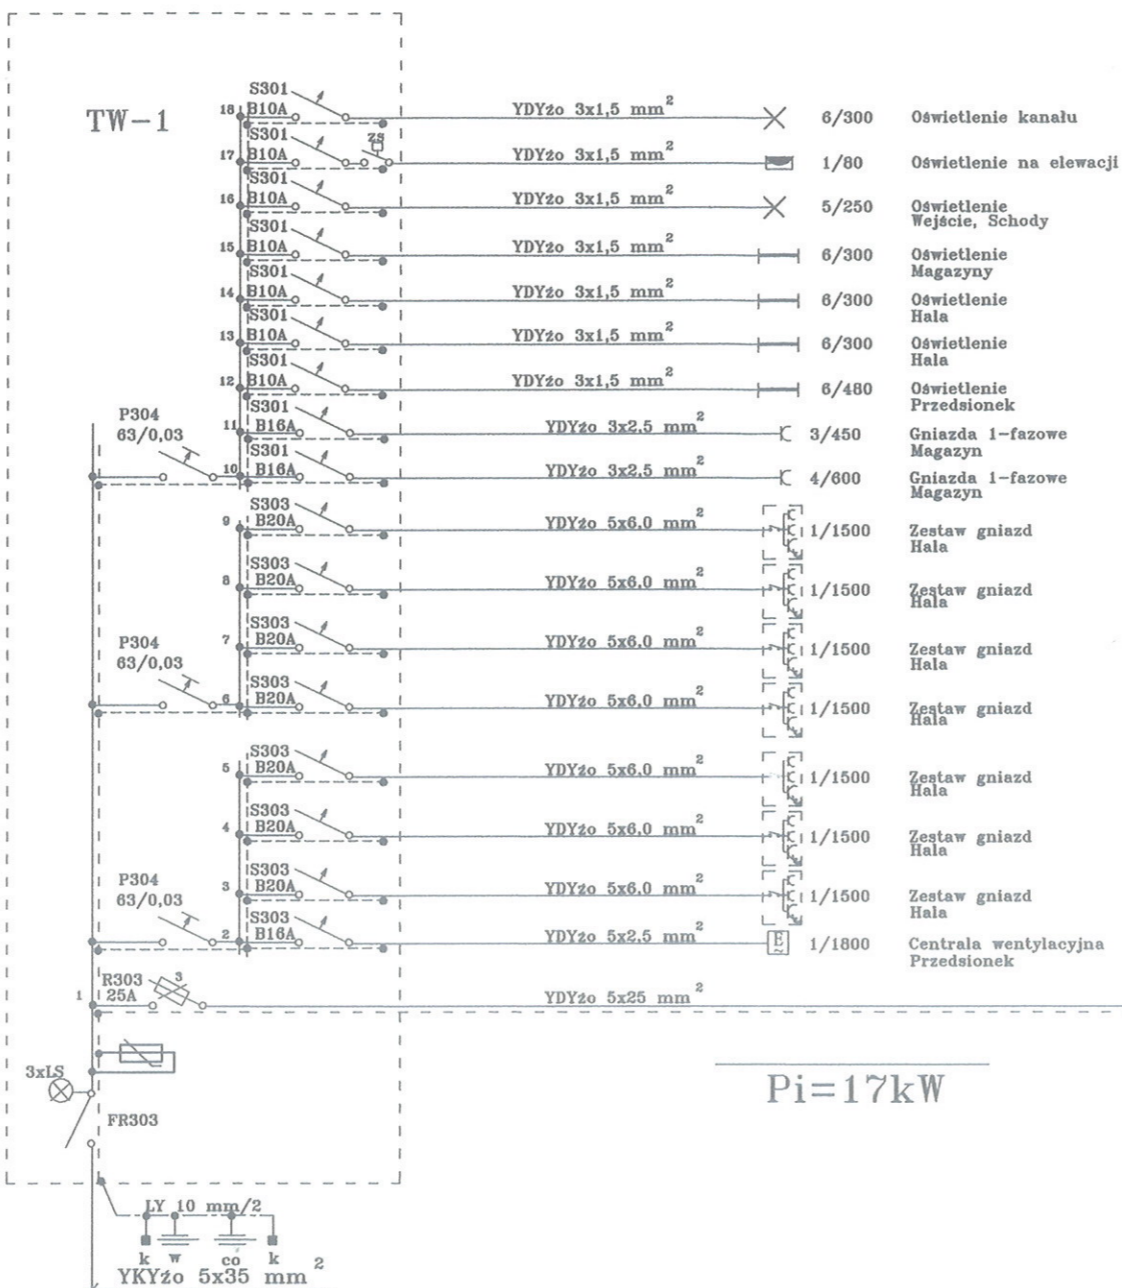 TW-1
S301
18 B10A YDYżo 3x1,5 mm² 6/300 Oświetlenie kanału
S301 ZS
17 B10A YDYżo 3x1,5 mm² 1/80 Oświetlenie na elewacji
S301
16 B10A YDYżo 3x1,5 mm² 5/250 Oświetlenie
Wejście, Schody
S301
15 B10A YDYżo 3x1,5 mm² 6/300 Oświetlenie
Magazyny
S301
14 B10A YDYżo 3x1,5 mm² 6/300 Oświetlenie
Hala
S301
13 B10A YDYżo 3x1,5 mm² 6/300 Oświetlenie
Hala
S301
12 B10A YDYżo 3x1,5 mm² 6/480 Oświetlenie
Przedsionek
S301
11 B16A YDYżo 3x2,5 mm² 3/450 Gniazda 1-fazowe
Magazyn
P304
63/0,03
S301
10 B16A YDYżo 3x2,5 mm² 4/600 Gniazda 1-fazowe
Magazyn
S303
9 B20A YDYżo 5x6,0 mm² 1/1500 Zestaw gniazd
Hala
S303
8 B20A YDYżo 5x6,0 mm² 1/1500 Zestaw gniazd
Hala
S303
7 B20A YDYżo 5x6,0 mm² 1/1500 Zestaw gniazd
Hala
P304
63/0,03
S303
6 B20A YDYżo 5x6,0 mm² 1/1500 Zestaw gniazd
Hala
S303
5 B20A YDYżo 5x6,0 mm² 1/1500 Zestaw gniazd
Hala
S303
4 B20A YDYżo 5x6,0 mm² 1/1500 Zestaw gniazd
Hala
S303
3 B20A YDYżo 5x6,0 mm² 1/1500 Zestaw gniazd
Hala
P304
63/0,03
S303
2 B16A YDYżo 5x2,5 mm² E ~ 1/1800 Centrala wentylacyjna
Przedsionek
R303 3
1 25A YDYżo 5x25 mm²
3xLS
FR303
Pi=17kW
LY 10 mm/2
k w co k
YKYżo 5x35 mm²